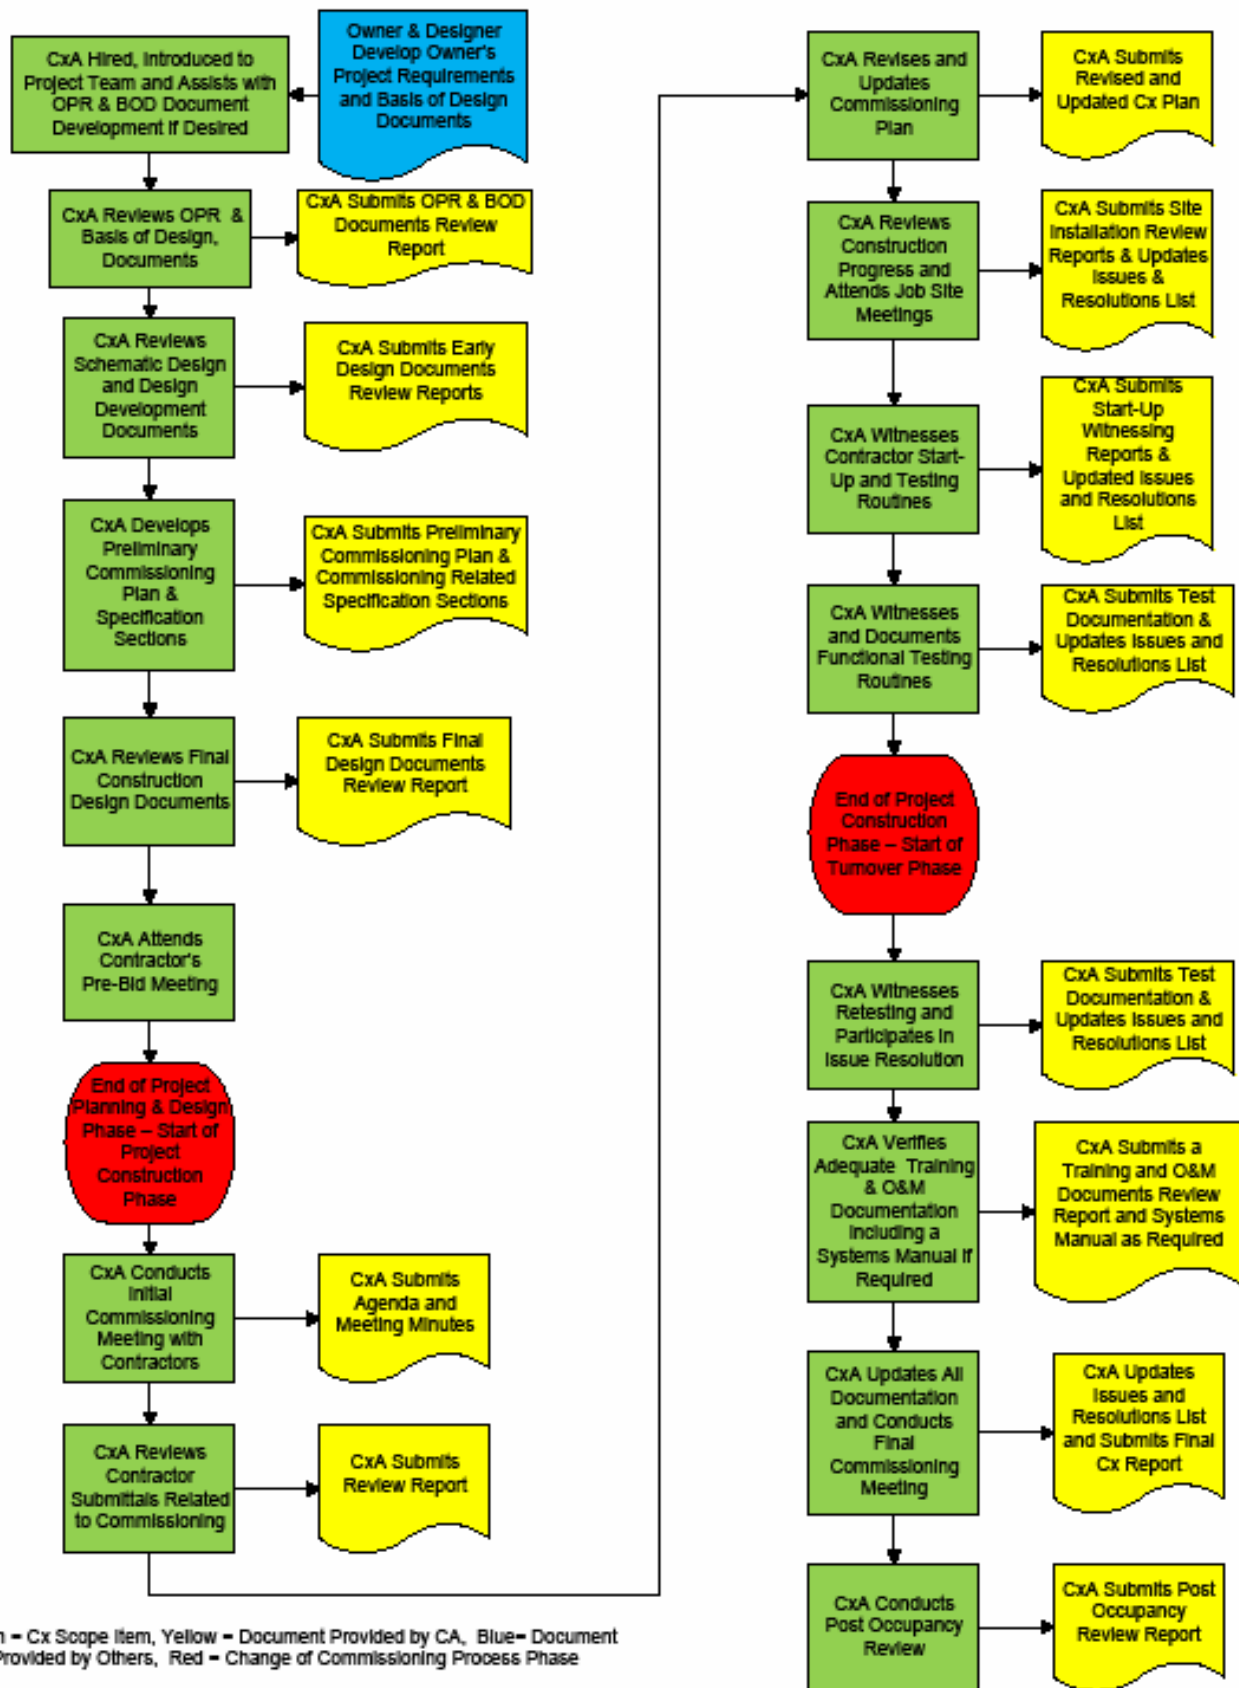 CxA Hired, Introduced to
Project Team and Assists with
OPR & BOD Document
Development if Desired
Owner & Designer
Develop Owner's
Project Requirements
and Basis of Design
Documents
CxA Reviews OPR &
Basis of Design,
Documents
CxA Submits OPR & BOD
Documents Review
Report
CxA Reviews
Schematic Design
and Design
Development
Documents
CxA Submits Early
Design Documents
Review Reports
CxA Develops
Preliminary
Commissioning
Plan &
Specification
Sections
CxA Submits Preliminary
Commissioning Plan &
Commissioning Related
Specification Sections
CxA Reviews Final
Construction
Design Documents
CxA Submits Final
Design Documents
Review Report
CxA Attends
Contractor's
Pre-Bid Meeting
End of Project
Planning & Design
Phase – Start of
Project
Construction
Phase
CxA Conducts
Initial
Commissioning
Meeting with
Contractors
CxA Submits
Agenda and
Meeting Minutes
CxA Reviews
Contractor
Submittals Related
to Commissioning
CxA Submits
Review Report
CxA Revises and
Updates
Commissioning
Plan
CxA Submits
Revised and
Updated Cx Plan
CxA Reviews
Construction
Progress and
Attends Job Site
Meetings
CxA Submits Site
Installation Review
Reports & Updates
Issues &
Resolutions List
CxA Witnesses
Contractor Start-
Up and Testing
Routines
CxA Submits
Start-Up
Witnessing
Reports &
Updated Issues
and Resolutions
List
CxA Witnesses
and Documents
Functional Testing
Routines
CxA Submits Test
Documentation &
Updates Issues and
Resolutions List
End of Project
Construction
Phase – Start of
Turnover Phase
CxA Witnesses
Retesting and
Participates in
Issue Resolution
CxA Submits Test
Documentation &
Updates Issues and
Resolutions List
CxA Verifies
Adequate Training
& O&M
Documentation
Including a
Systems Manual if
Required
CxA Submits a
Training and O&M
Documents Review
Report and Systems
Manual as Required
CxA Updates All
Documentation
and Conducts
Final
Commissioning
Meeting
CxA Updates
Issues and
Resolutions List
and Submits Final
Cx Report
CxA Conducts
Post Occupancy
Review
CxA Submits Post
Occupancy
Review Report
n = Cx Scope Item, Yellow = Document Provided by CA, Blue= Document
Provided by Others, Red = Change of Commissioning Process Phase